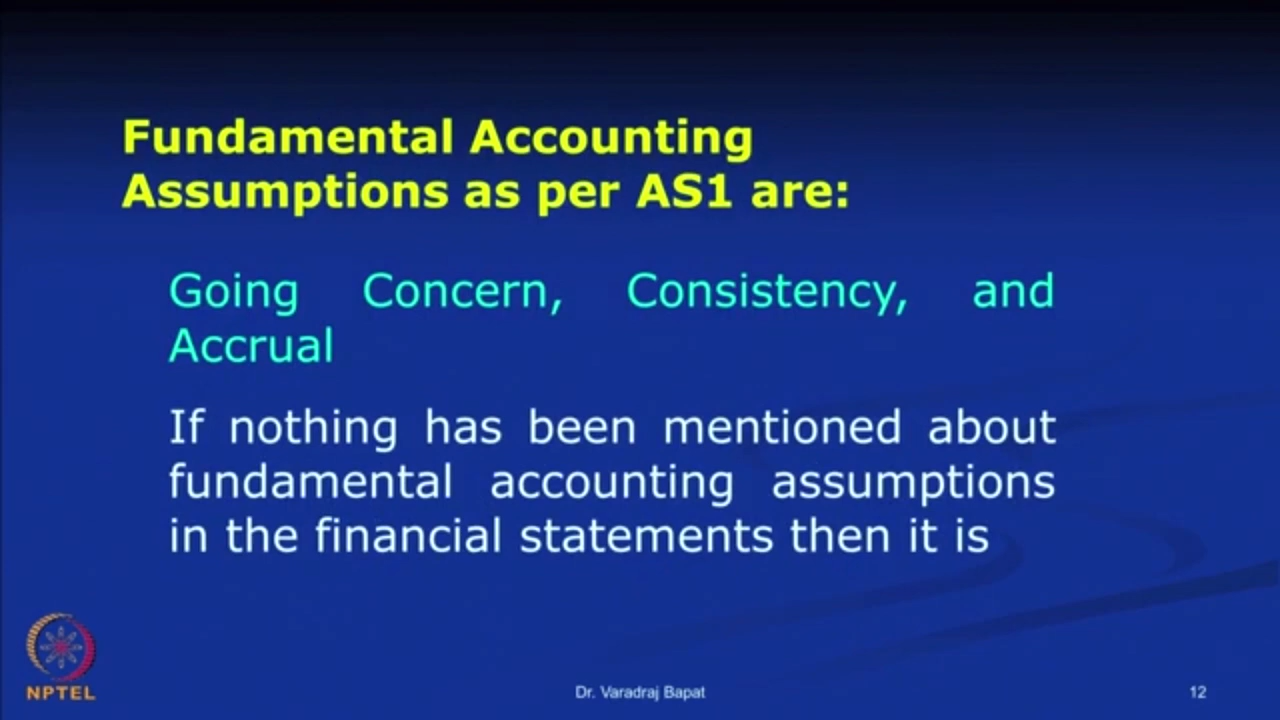 Fundamental Accounting
Assumptions as per AS1 are:
Going Concern, Consistency, and
Accrual
If nothing has been mentioned about
fundamental accounting assumptions
in the financial statements then it is
NPTEL
Dr. Varadraj Bapat
12